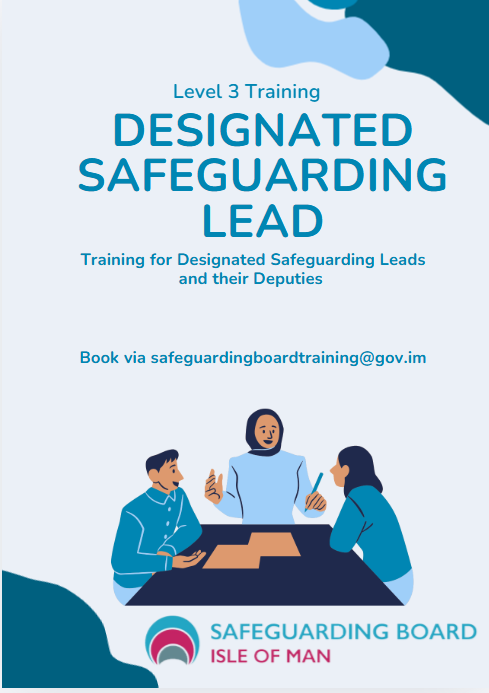 Level 3 Training
DESIGNATED
SAFEGUARDING
LEAD
Training for Designated Safeguarding Leads
and their Deputies
Book via safeguardingboardtraining@gov.im
SAFEGUARDING BOARD
ISLE OF MAN